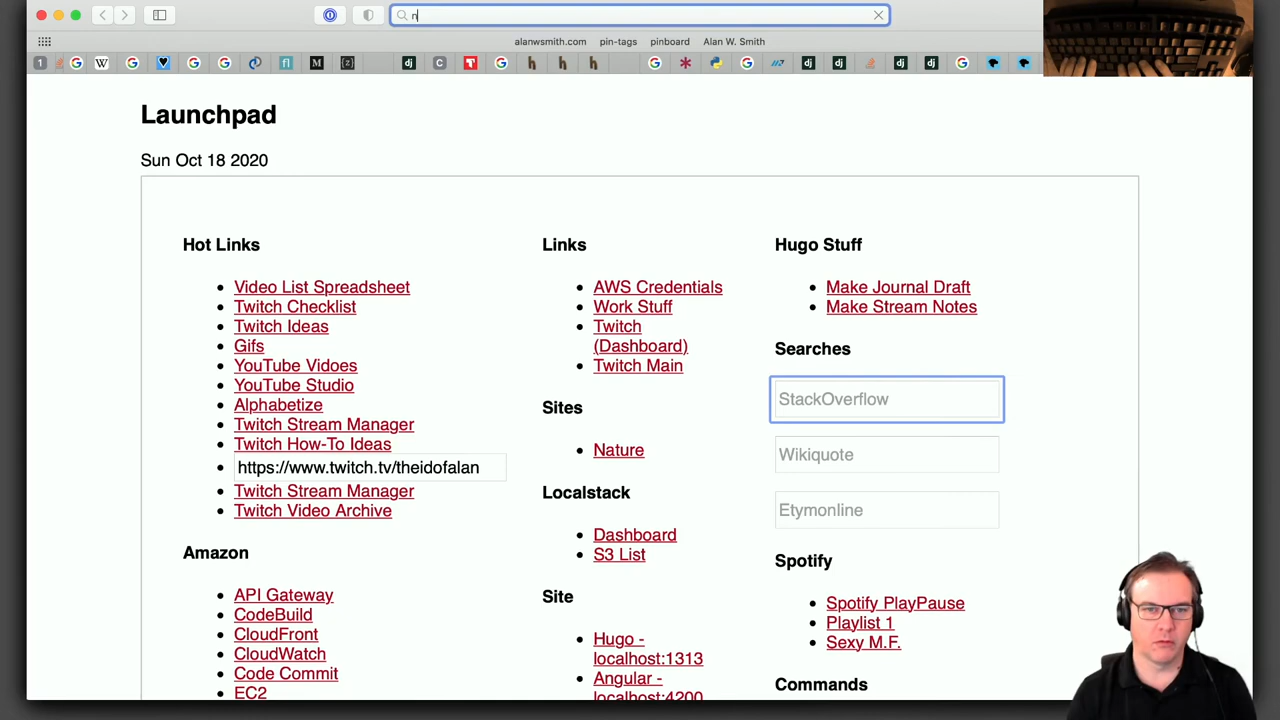 n
alanwsmith.com
pin-tags
pinboard
Alan W. Smith
Launchpad
Sun Oct 18 2020
Hot Links
Video List Spreadsheet
Twitch Checklist
Twitch Ideas
Gifs
YouTube Vidoes
YouTube Studio
Alphabetize
Twitch Stream Manager
Twitch How-To Ideas
https://www.twitch.tv/theidofalan
Twitch Stream Manager
Twitch Video Archive
Amazon
API Gateway
CodeBuild
CloudFront
CloudWatch
Code Commit
EC2
Links
AWS Credentials
Work Stuff
Twitch
(Dashboard)
Twitch Main
Sites
Nature
Localstack
Dashboard
S3 List
Site
Hugo -
localhost:1313
Angular -
localhost:4200
Hugo Stuff
Make Journal Draft
Make Stream Notes
Searches
StackOverflow
Wikiquote
Etymonline
Spotify
Spotify PlayPause
Playlist 1
Sexy M.F.
Commands